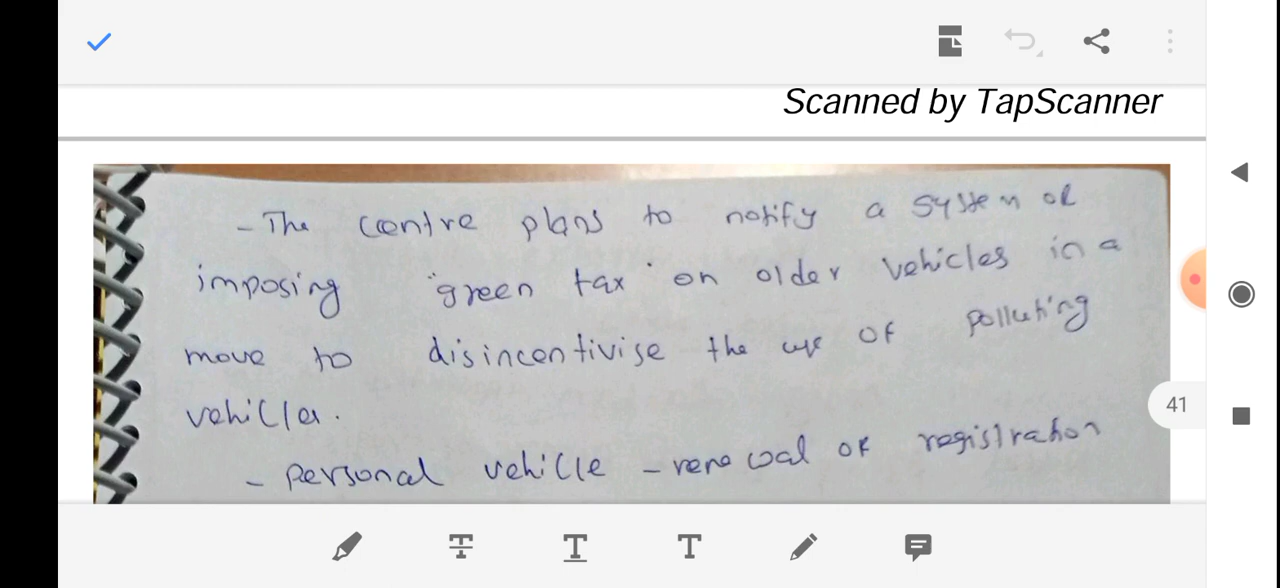 Scanned by TapScanner
- The centre plans to notify a system of
imposing "green tax" on older vehicles in a
move to disincentivise the use of polluting
vehicles.
- Personal vehicle - renewal of registration
41
T